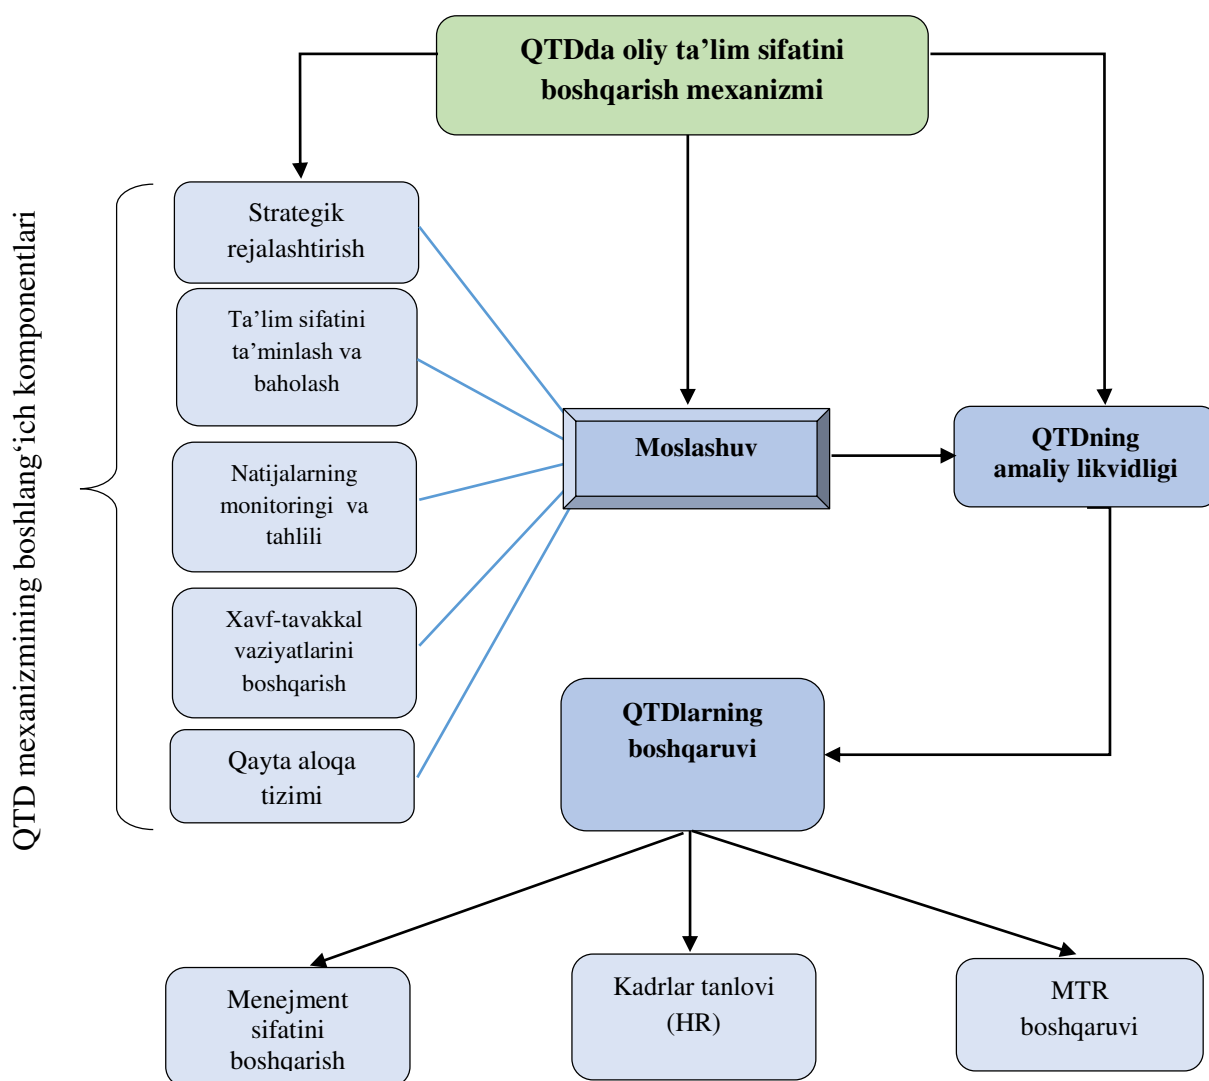 QTDda oliy ta’lim sifatini
boshqarish mexanizmi
QTD mexanizmining boshlang‘ich komponentlari
Strategik
rejalashtirish
Ta’lim sifatini
ta’minlash va
baholash
Natijalarning
monitoringi va
tahlili
Xavf-tavakkal
vaziyatlarini
boshqarish
Qayta aloqa
tizimi
Moslashuv
QTDning
amaliy likvidligi
QTDlarning
boshqaruvi
Menejment
sifatini
boshqarish
Kadrlar tanlovi
(HR)
MTR
boshqaruvi